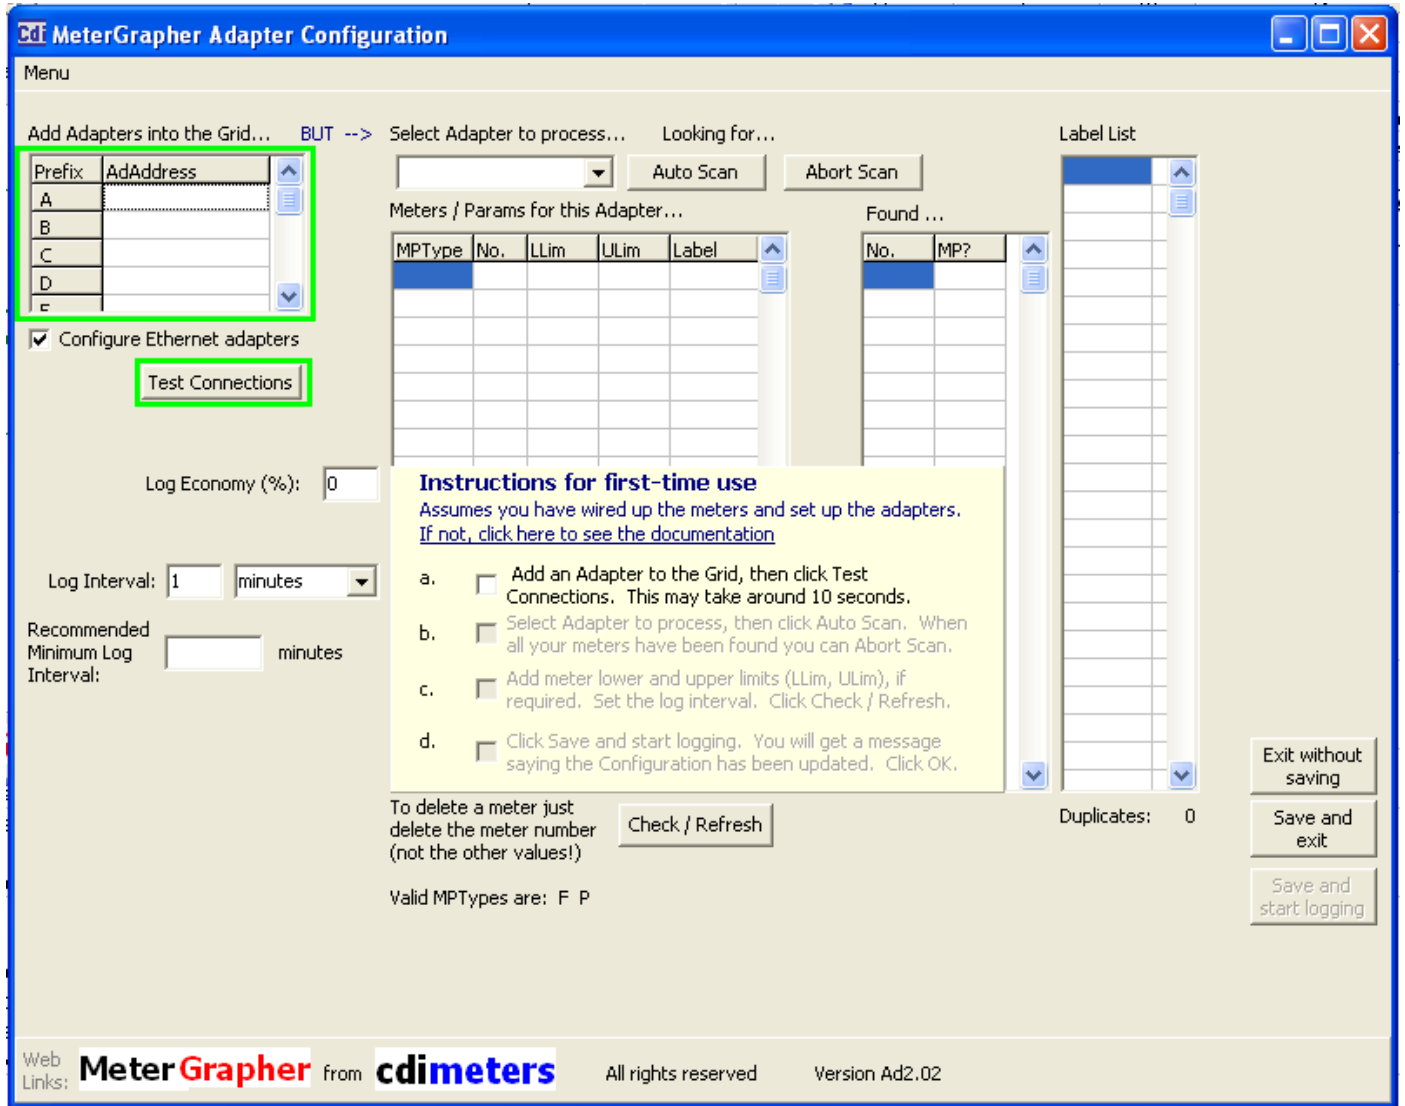 Cdi MeterGrapher Adapter Configuration
Menu
Add Adapters into the Grid... BUT --> Select Adapter to process... Looking for... Label List
Prefix AdAddress
A
B
C
D
E
Auto Scan Abort Scan
Meters / Params for this Adapter... Found ...
MPType No. LLim ULim Label No. MP?
Configure Ethernet adapters
Test Connections
Log Economy (%): 0
Log Interval: 1 minutes
Recommended
Minimum Log minutes
Interval:
Instructions for first-time use
Assumes you have wired up the meters and set up the adapters.
If not, click here to see the documentation
a. Add an Adapter to the Grid, then click Test
Connections. This may take around 10 seconds.
b. Select Adapter to process, then click Auto Scan. When
all your meters have been found you can Abort Scan.
c. Add meter lower and upper limits (LLim, ULim), if
required. Set the log interval. Click Check / Refresh.
d. Click Save and start logging. You will get a message
saying the Configuration has been updated. Click OK.
To delete a meter just
delete the meter number
(not the other values!)
Check / Refresh
Valid MPTypes are: F P
Duplicates: 0
Exit without
saving
Save and
exit
Save and
start logging
Web
Links: MeterGrapher from cdimeters All rights reserved Version Ad2.02